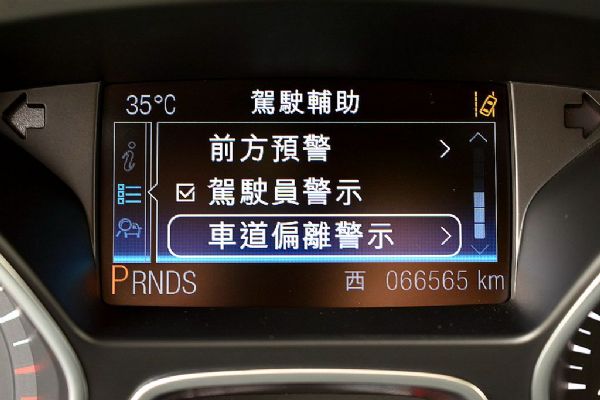 35°C 駕駛輔助
前方預警
駕駛員警示
車道偏離警示
PRNDS 西 066565 km